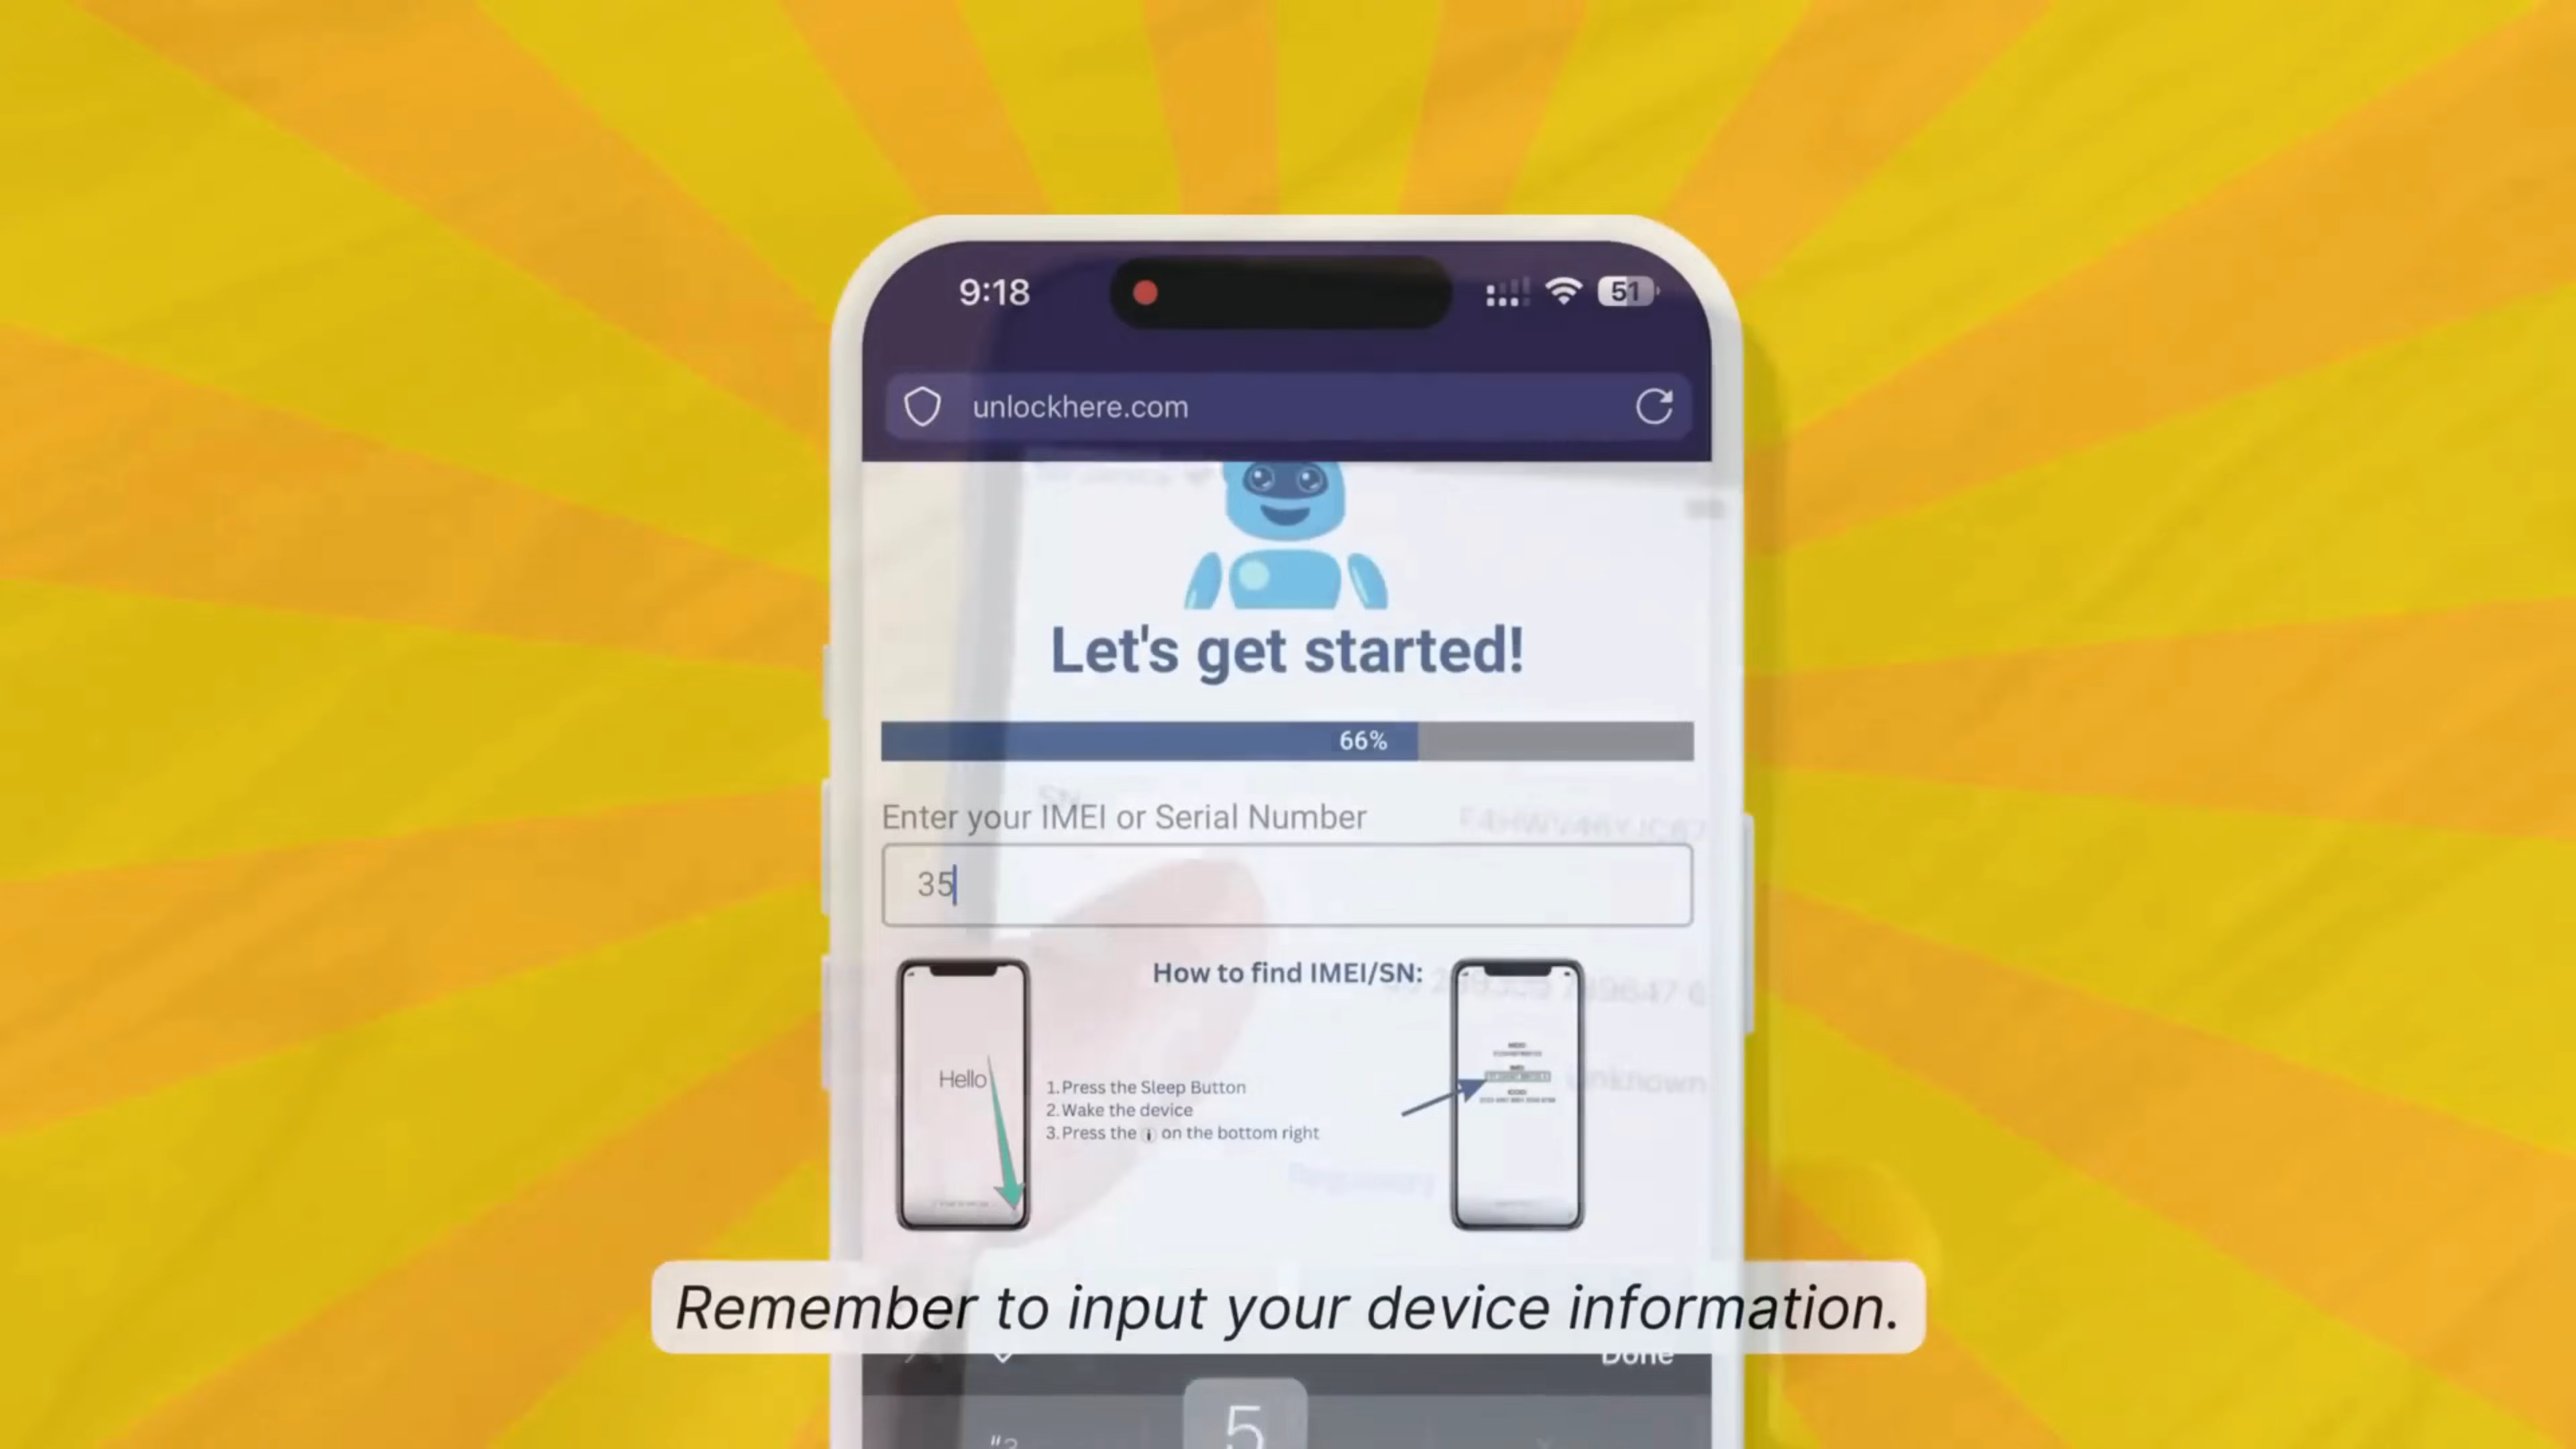 9:18
51
unlockhere.com
Let's get started!
66%
Enter your IMEI or Serial Number
35
How to find IMEI/SN:
Hello
1.Press the Sleep Button
2.Wake the device
3.Press the i on the bottom right
unknown
Remember to input your device information.
Done
5